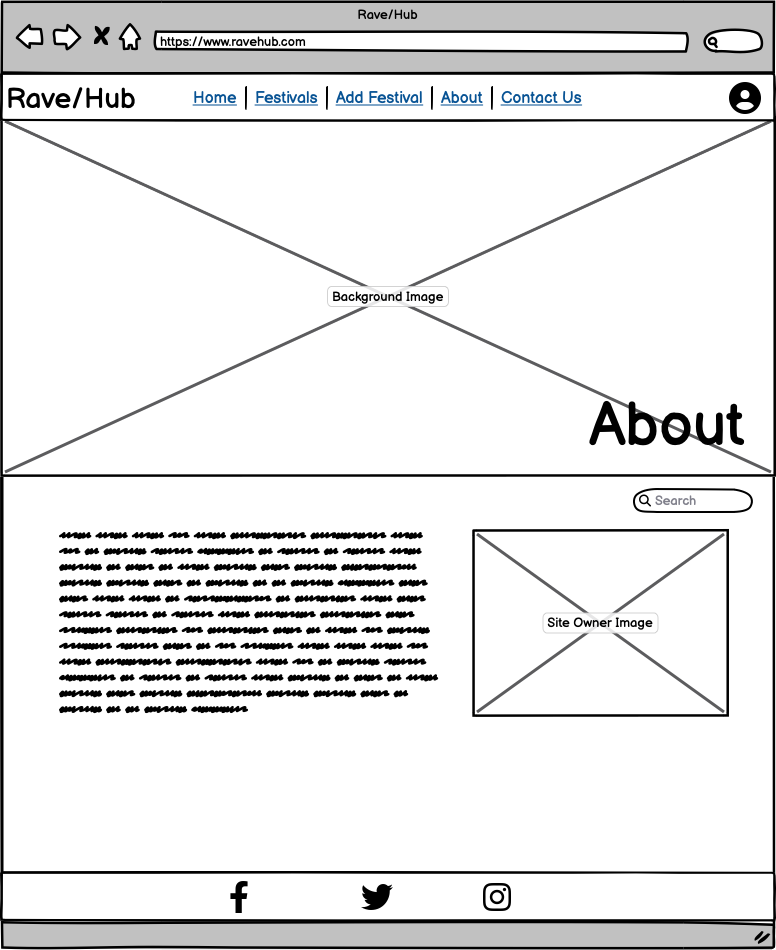 Rave/Hub
https://www.ravehub.com
Rave/Hub
Home | Festivals | Add Festival | About | Contact Us
Background Image
About
Search
Site Owner Image